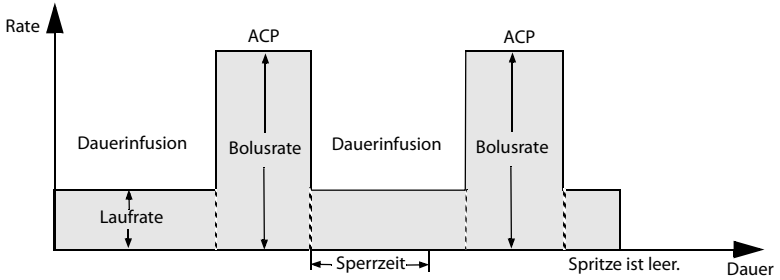 Rate
ACP
ACP
Dauerinfusion
Bolusrate
Dauerinfusion
Bolusrate
Laufrate
Sperrzeit
Spritze ist leer.
Dauer